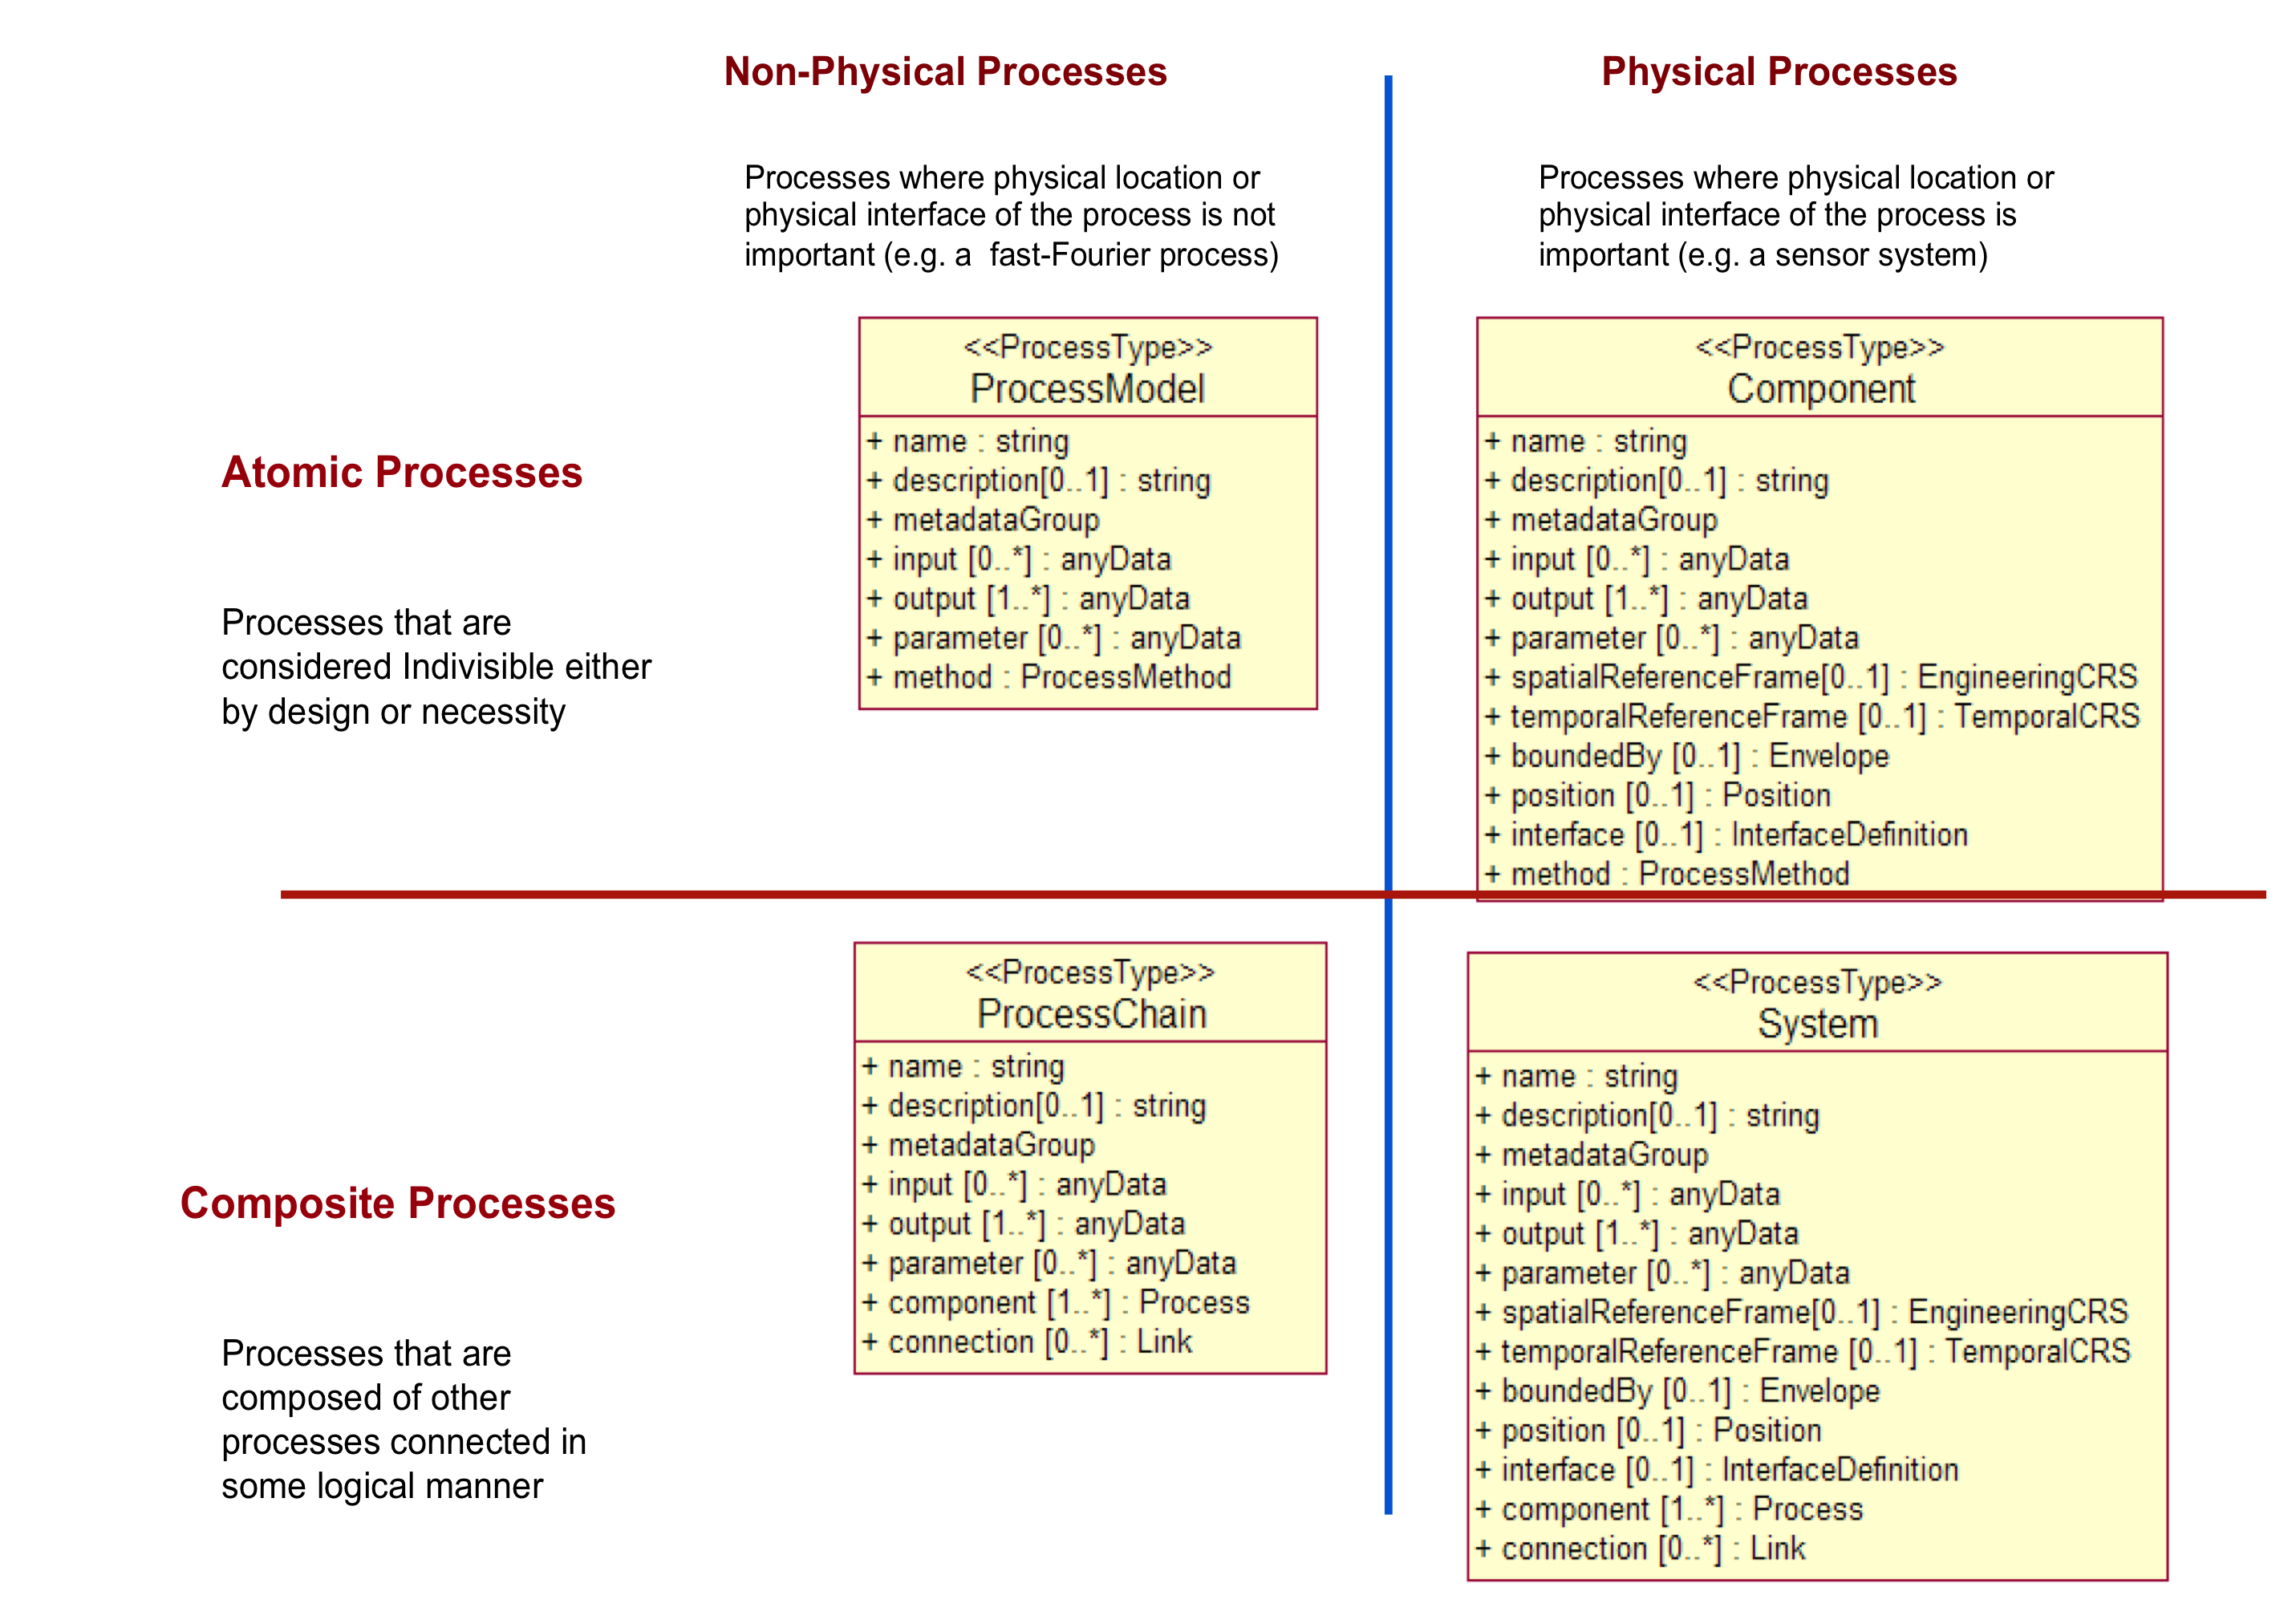 Non-Physical Processes
Physical Processes
Processes where physical location or
physical interface of the process is not
important (e.g. a  fast-Fourier process)
Processes where physical location or
physical interface of the process is
important (e.g. a sensor system)
Atomic Processes
Processes that are
considered Indivisible either
by design or necessity
<<ProcessType>>
ProcessModel
+ name : string
+ description[0..1] : string
+ metadataGroup
+ input [0..*] : anyData
+ output [1..*] : anyData
+ parameter [0..*] : anyData
+ method : ProcessMethod
<<ProcessType>>
Component
+ name : string
+ description[0..1] : string
+ metadataGroup
+ input [0..*] : anyData
+ output [1..*] : anyData
+ parameter [0..*] : anyData
+ spatialReferenceFrame[0..1] : EngineeringCRS
+ temporalReferenceFrame [0..1] : TemporalCRS
+ boundedBy [0..1] : Envelope
+ position [0..1] : Position
+ interface [0..1] : InterfaceDefinition
+ method : ProcessMethod
Composite Processes
Processes that are
composed of other
processes connected in
some logical manner
<<ProcessType>>
ProcessChain
+ name : string
+ description[0..1] : string
+ metadataGroup
+ input [0..*] : anyData
+ output [1..*] : anyData
+ parameter [0..*] : anyData
+ component [1..*] : Process
+ connection [0..*] : Link
<<ProcessType>>
System
+ name : string
+ description[0..1] : string
+ metadataGroup
+ input [0..*] : anyData
+ output [1..*] : anyData
+ parameter [0..*] : anyData
+ spatialReferenceFrame[0..1] : EngineeringCRS
+ temporalReferenceFrame [0..1] : TemporalCRS
+ boundedBy [0..1] : Envelope
+ position [0..1] : Position
+ interface [0..1] : InterfaceDefinition
+ component [1..*] : Process
+ connection [0..*] : Link